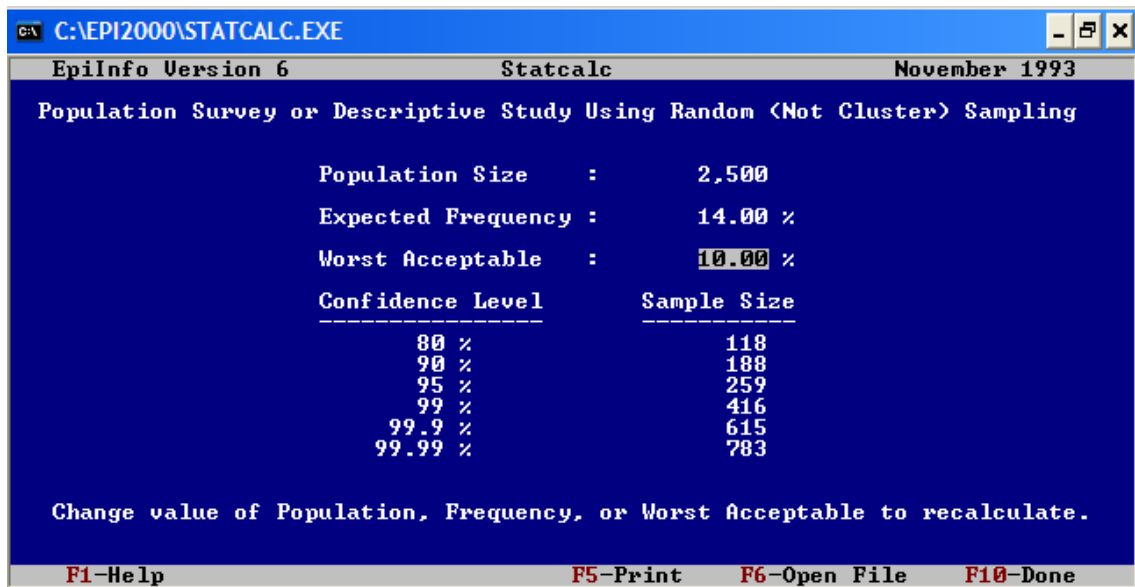 C:\EPI2000\STATCALC.EXE
EpiInfo Version 6 Statcalc November 1993
Population Survey or Descriptive Study Using Random (Not Cluster) Sampling
Population Size : 2,500
Expected Frequency : 14.00 %
Worst Acceptable : 10.00 %
Confidence Level Sample Size
80 % 118
90 % 188
95 % 259
99 % 416
99.9 % 615
99.99 % 783
Change value of Population, Frequency, or Worst Acceptable to recalculate.
F1-Help F5-Print F6-Open File F10-Done